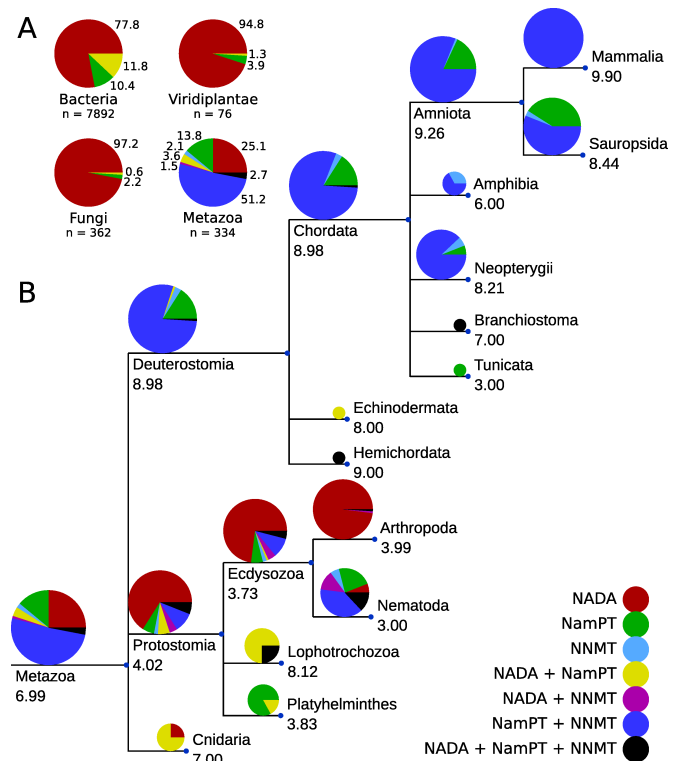 A
77.8
11.8
10.4
Bacteria
n = 7892
94.8
1.3
3.9
Viridiplantae
n = 76
97.2
0.6
2.2
Fungi
n = 362
13.8
2.1
3.6
1.5
25.1
2.7
51.2
Metazoa
n = 334
B
Mammalia
9.90
Amniota
9.26
Sauropsida
8.44
Amphibia
6.00
Chordata
8.98
Neopterygii
8.21
Branchiostoma
7.00
Tunicata
3.00
Deuterostomia
8.98
Echinodermata
8.00
Hemichordata
9.00
Arthropoda
3.99
Ecdysozoa
3.73
Nematoda
3.00
Protostomia
4.02
Lophotrochozoa
8.12
Metazoa
6.99
Platyhelminthes
3.83
Cnidaria
7.00
NADA
NamPT
NNMT
NADA + NamPT
NADA + NNMT
NamPT + NNMT
NADA + NamPT + NNMT